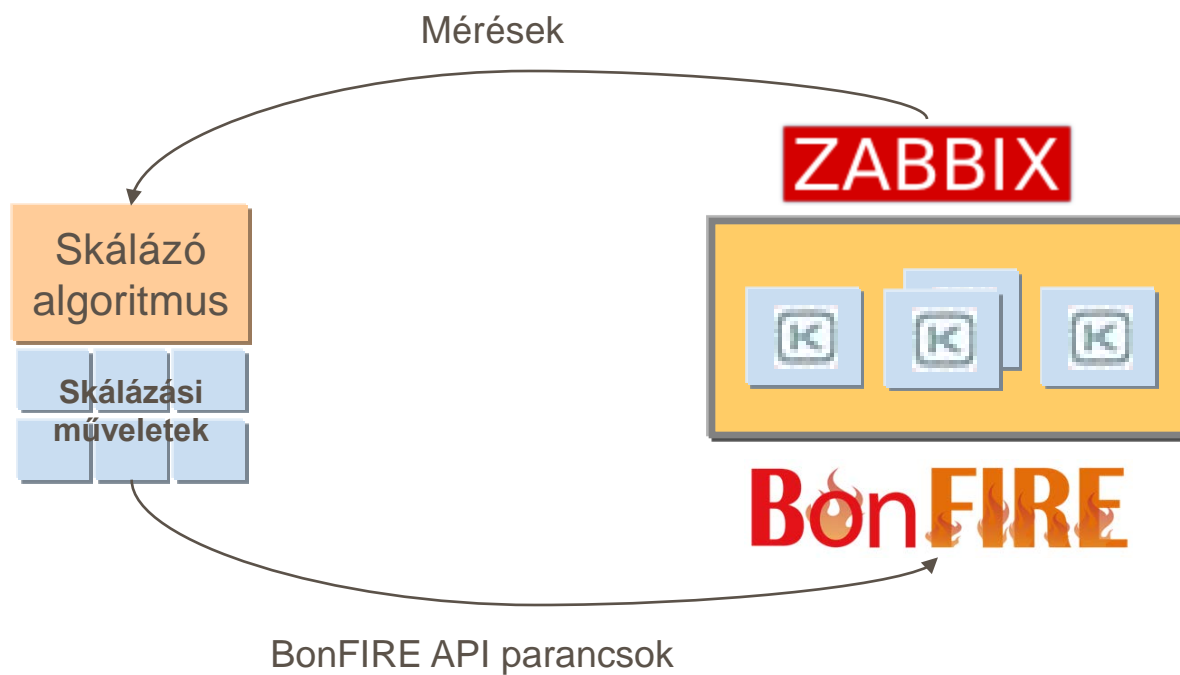 Mérések
ZABBIX
Skálázó
algoritmus
K
K
K
Skálázási
műveletek
BonFIRE
BonFIRE API parancsok